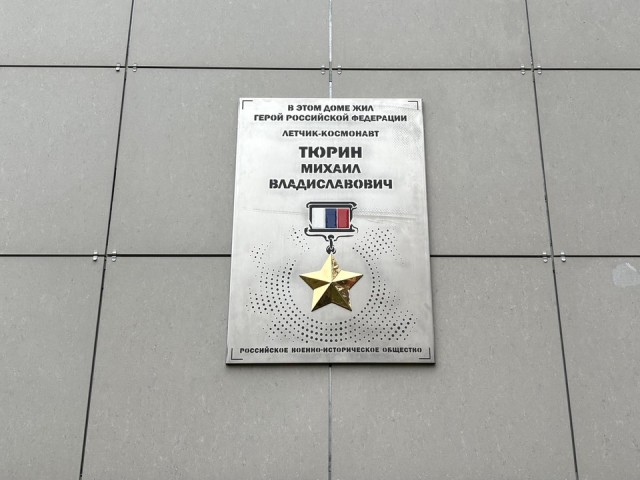 В ЭТОМ ДОМЕ ЖИЛ
ГЕРОЙ РОССИЙСКОЙ ФЕДЕРАЦИИ
ЛЕТЧИК-КОСМОНАВТ
ТЮРИН
МИХАИЛ
ВЛАДИСЛАВОВИЧ
РОССИЙСКОЕ ВОЕННО-ИСТОРИЧЕСКОЕ ОБЩЕСТВО